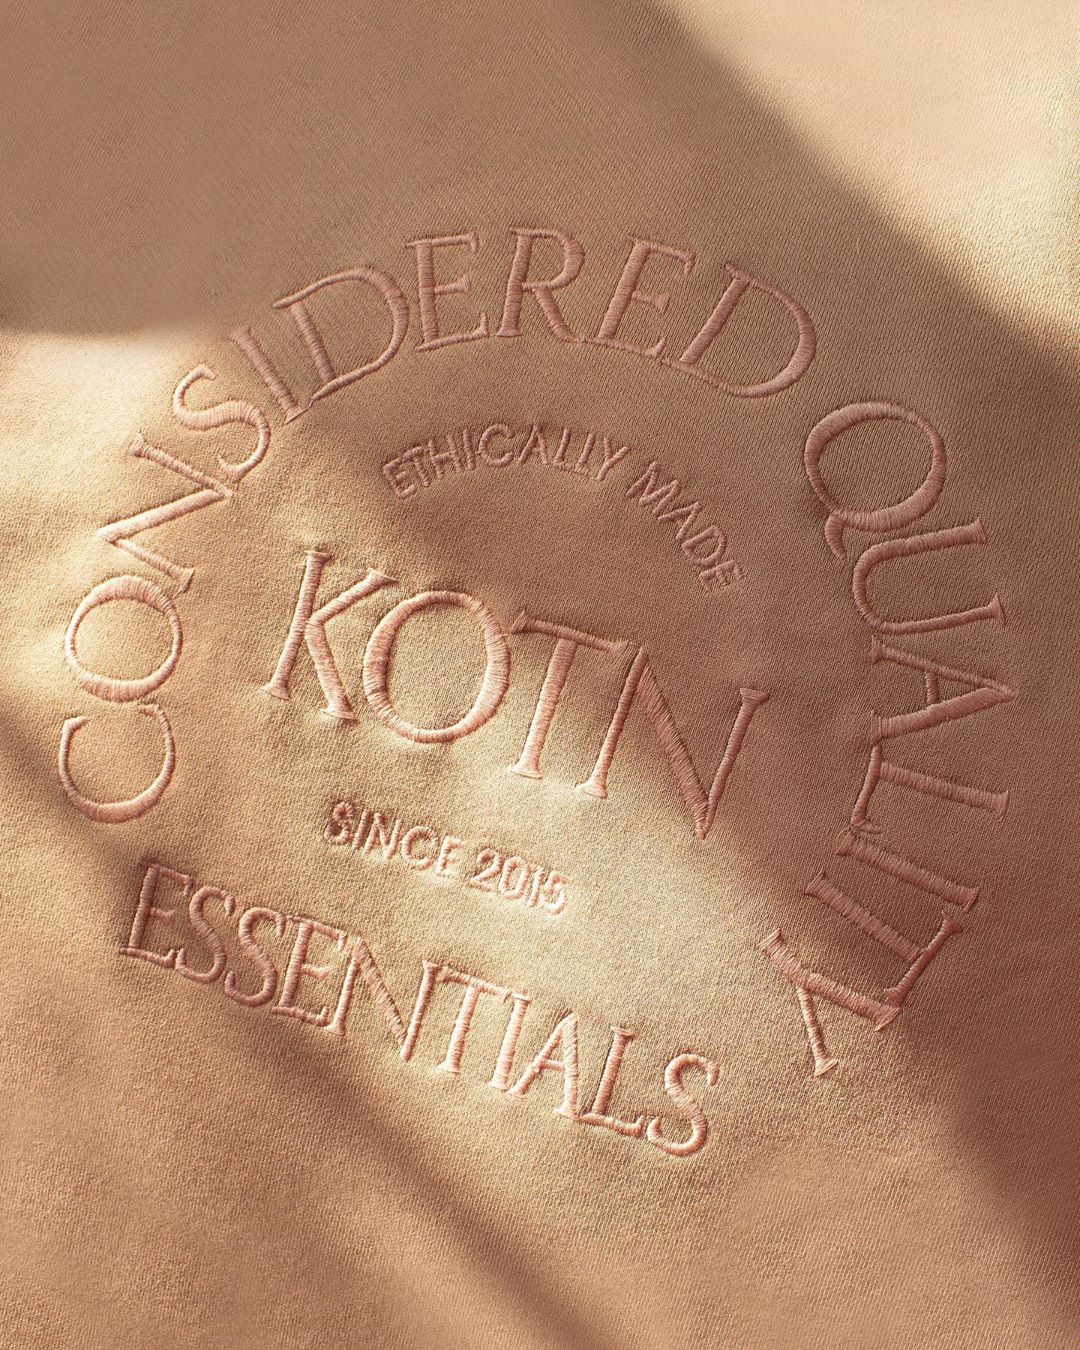 CONSIDERED QUALITY
ETHICALLY MADE
KOTN
SINCE 2015
ESSENTIALS